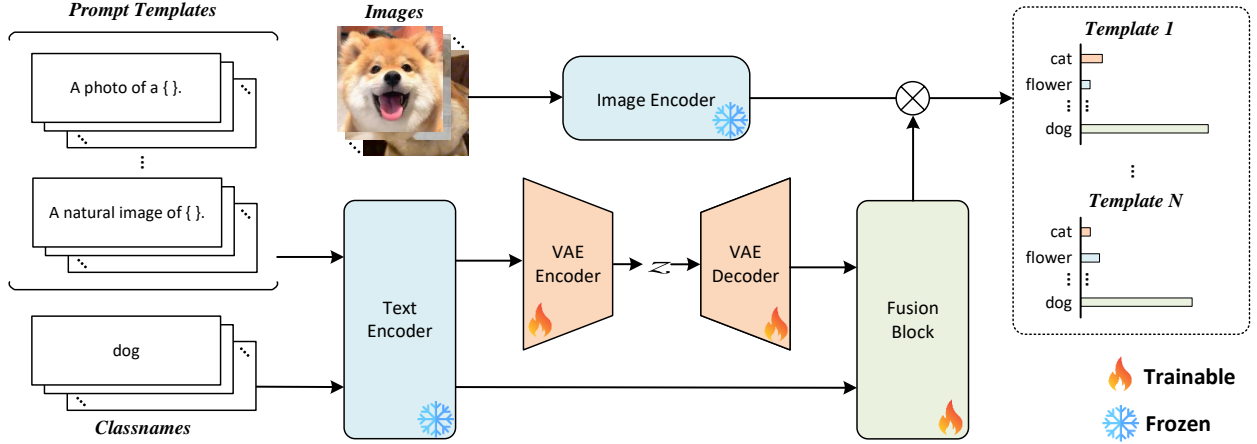 Prompt Templates
A photo of a { }.
A natural image of { }.
dog
Classnames
Images
Image Encoder
Text
Encoder
VAE
Encoder
z
VAE
Decoder
Fusion
Block
Template 1
cat
flower
dog
Template N
cat
flower
dog
Trainable
Frozen